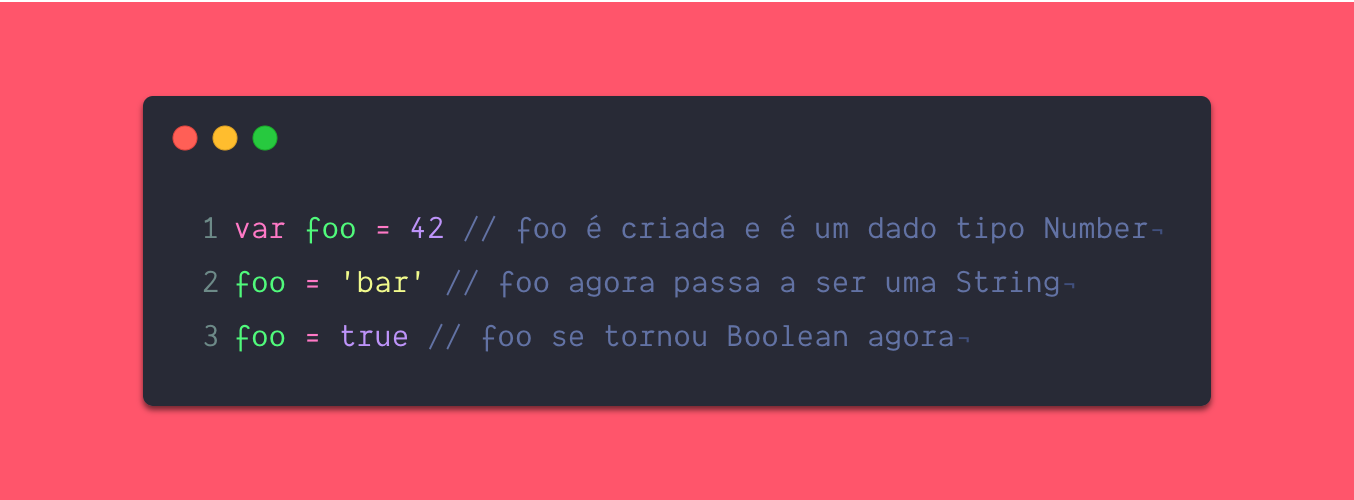 1 var foo = 42 // foo é criada e é um dado tipo Number¬
2 foo = 'bar' // foo agora passa a ser uma String¬
3 foo = true // foo se tornou Boolean agora¬